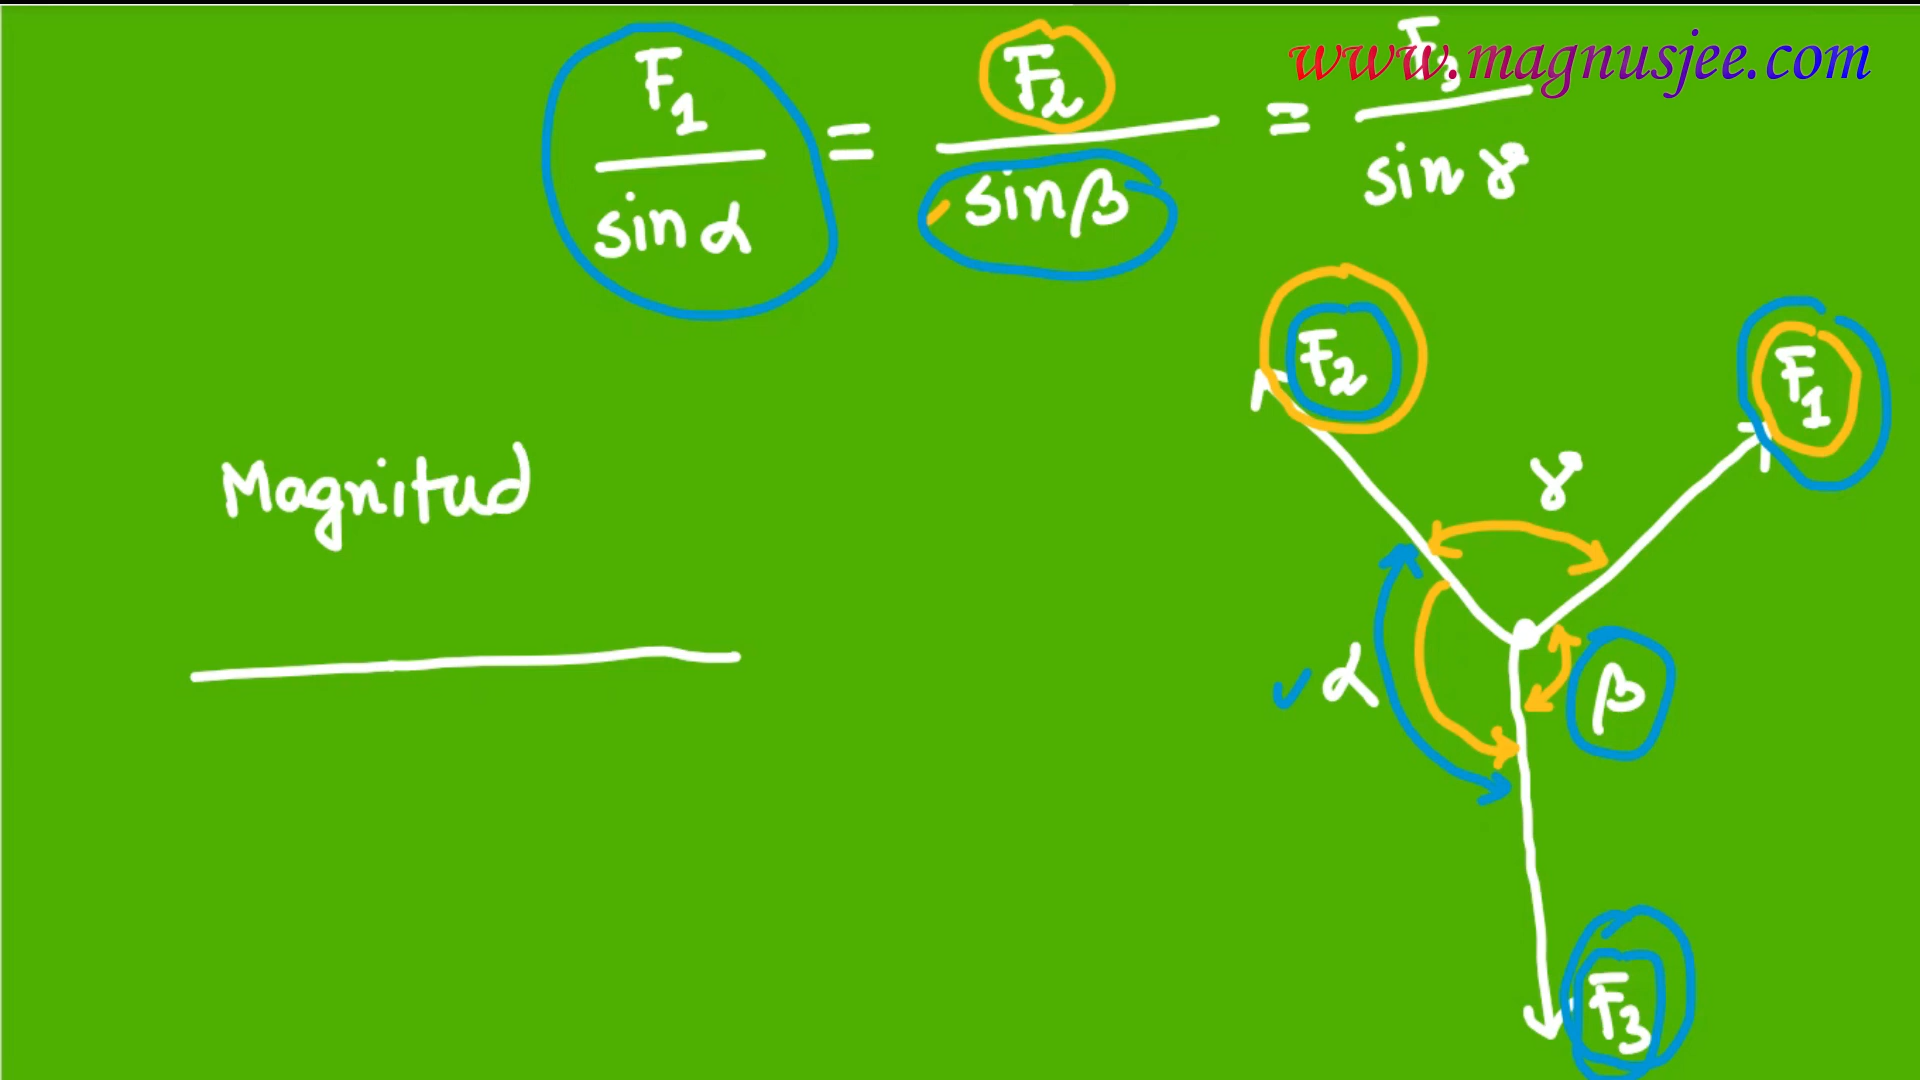 www.magnusjee.com
F1/sin α = F2/sin β = F3/sin γ
F2
F1
γ
Magnitud
α
β
F3